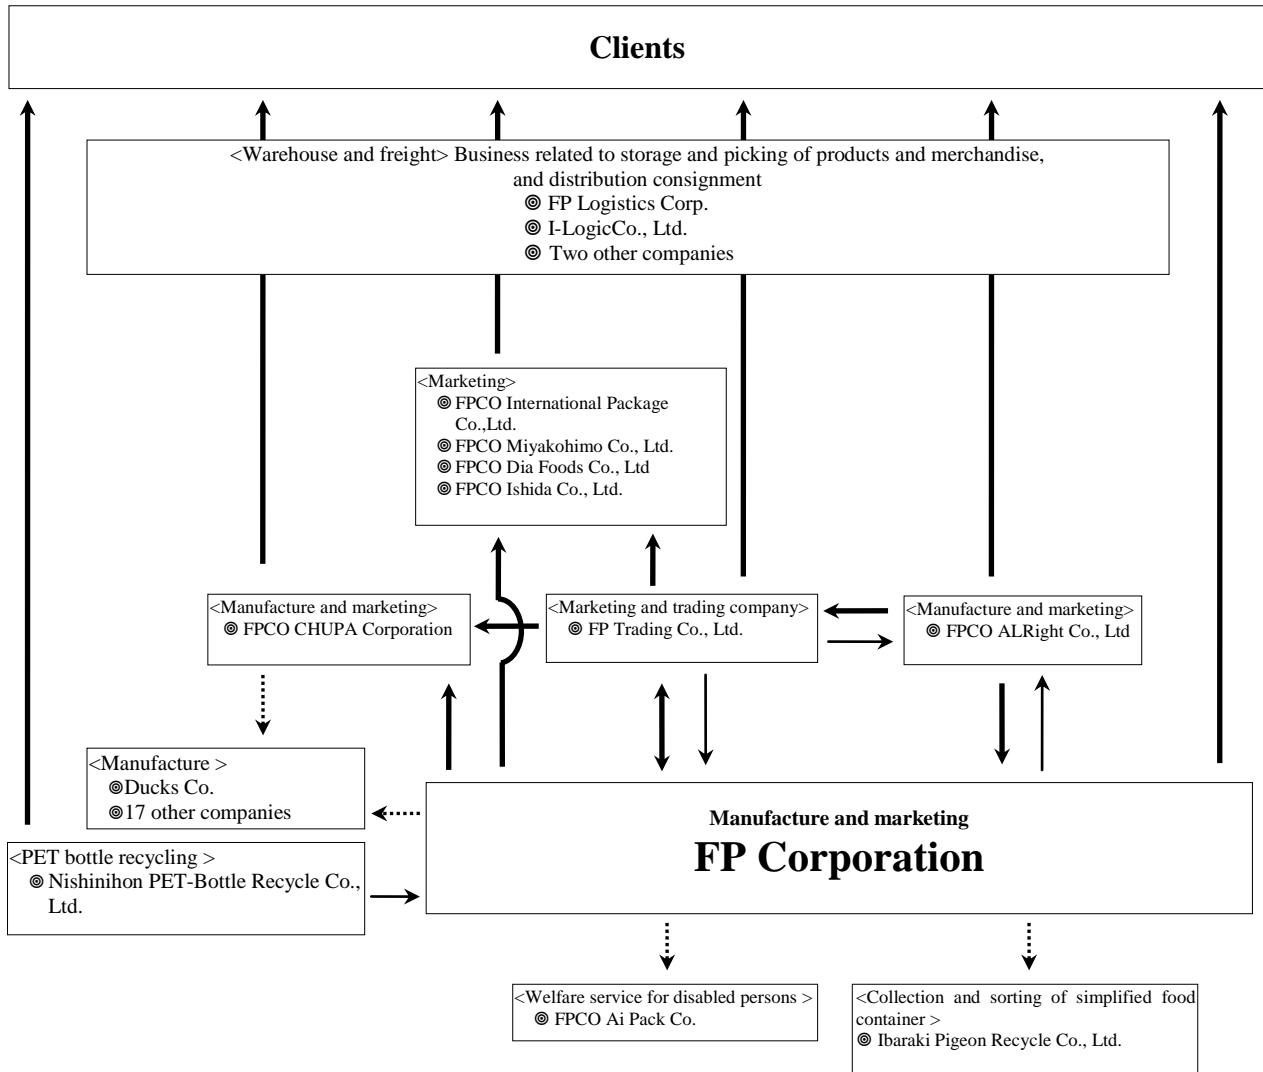 Clients
<Warehouse and freight> Business related to storage and picking of products and merchandise,
and distribution consignment
◎ FP Logistics Corp.
◎ I-LogicCo., Ltd.
◎ Two other companies
<Marketing>
◎ FPCO International Package
Co.,Ltd.
◎ FPCO Miyakohimo Co., Ltd.
◎ FPCO Dia Foods Co., Ltd
◎ FPCO Ishida Co., Ltd.
<Manufacture and marketing>
◎ FPCO CHUPA Corporation
<Marketing and trading company>
◎ FP Trading Co., Ltd.
<Manufacture and marketing>
◎ FPCO ALRight Co., Ltd
<Manufacture >
◎Ducks Co.
◎17 other companies
<PET bottle recycling >
◎ Nishinihon PET-Bottle Recycle Co.,
Ltd.
Manufacture and marketing
FP Corporation
<Welfare service for disabled persons >
◎ FPCO Ai Pack Co.
<Collection and sorting of simplified food
container >
◎ Ibaraki Pigeon Recycle Co., Ltd.